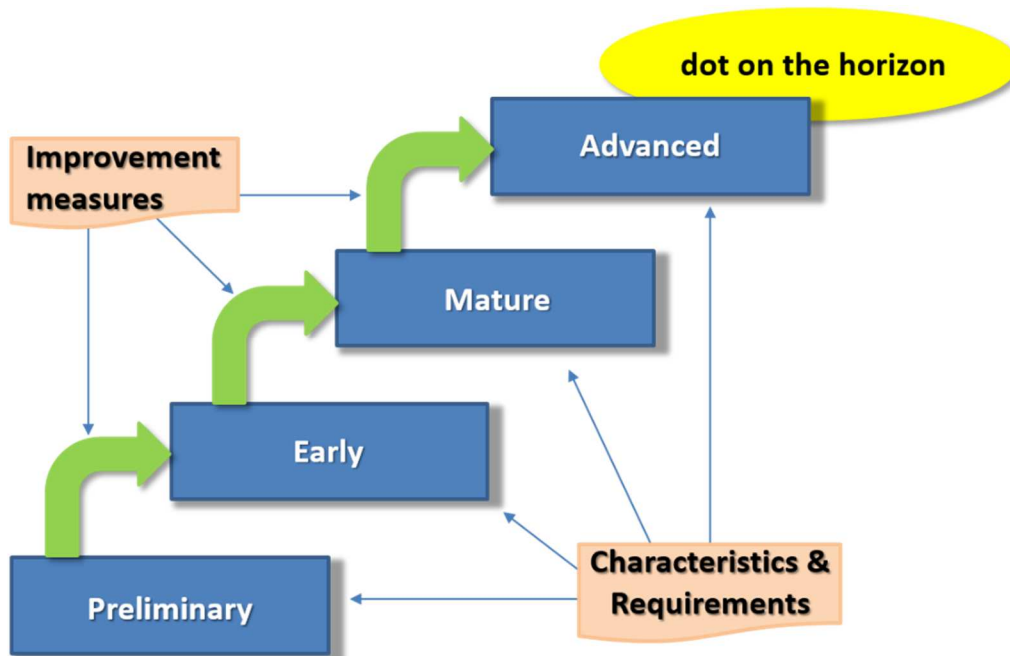 dot on the horizon
Advanced
Improvement
measures
Mature
Early
Characteristics &
Requirements
Preliminary